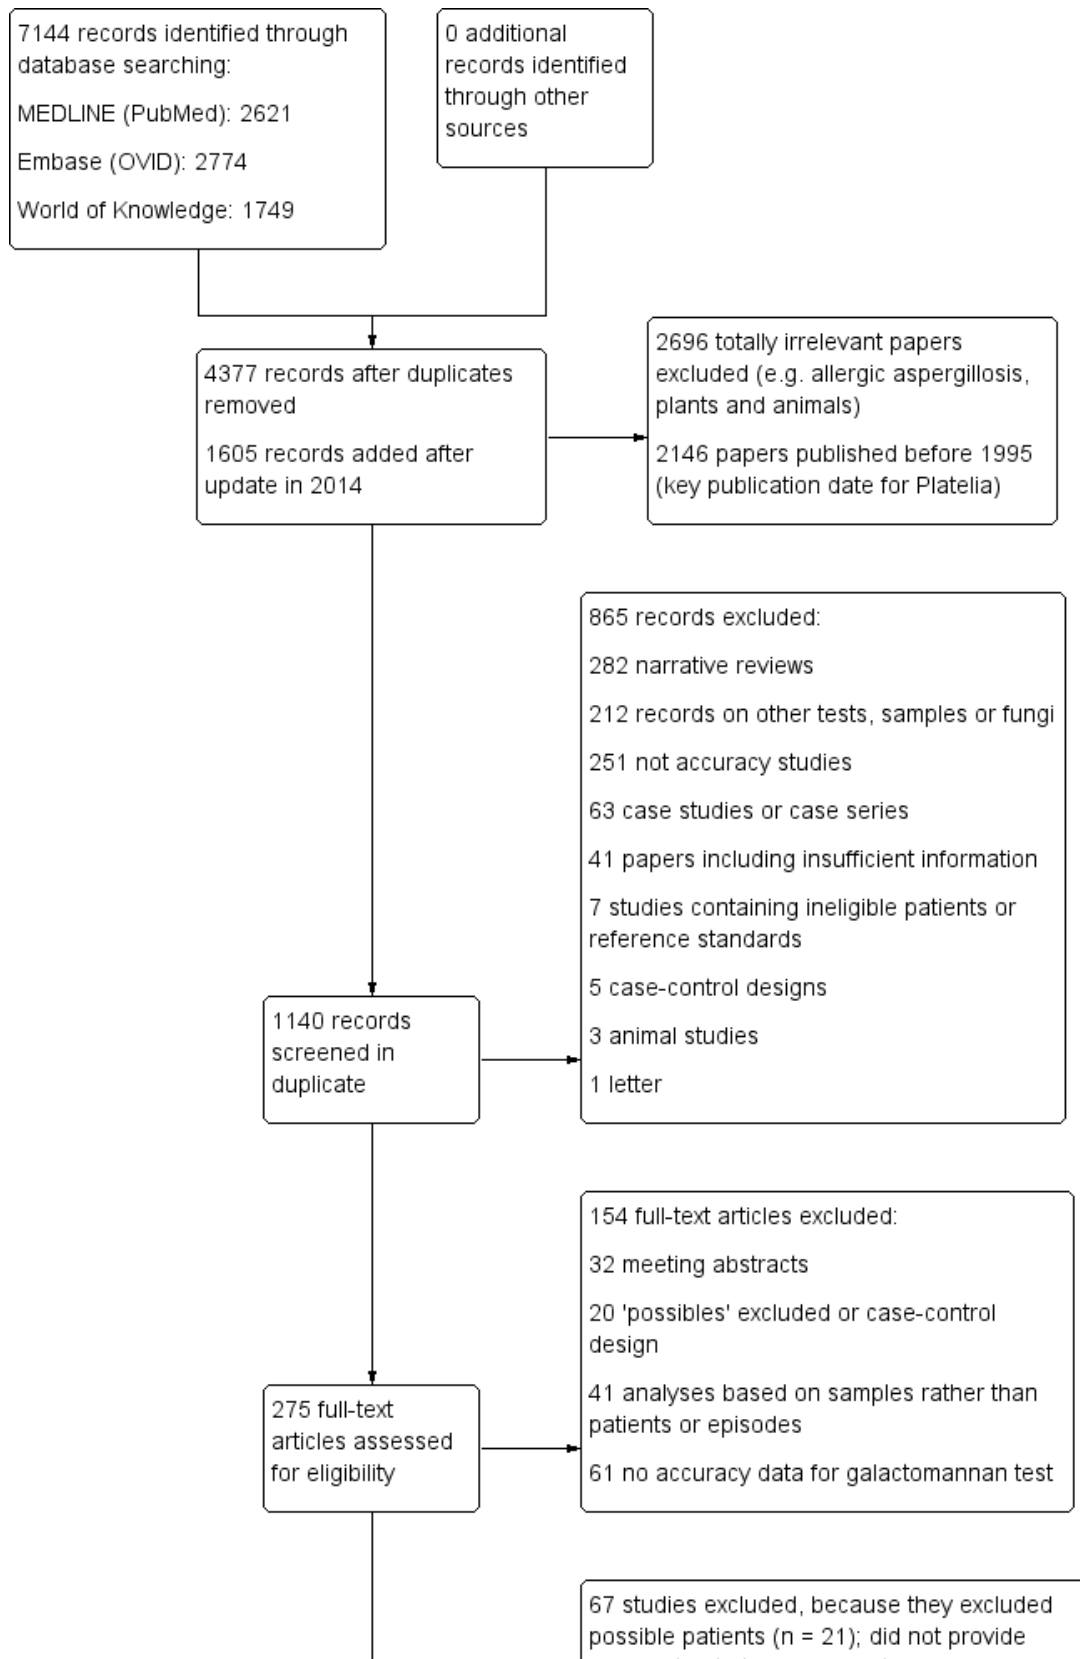 7144 records identified through
database searching:
MEDLINE (PubMed): 2621
Embase (OVID): 2774
World of Knowledge: 1749
0 additional
records identified
through other
sources
4377 records after duplicates
removed
1605 records added after
update in 2014
2696 totally irrelevant papers
excluded (e.g. allergic aspergillosis,
plants and animals)
2146 papers published before 1995
(key publication date for Platelia)
865 records excluded:
282 narrative reviews
212 records on other tests, samples or fungi
251 not accuracy studies
63 case studies or case series
41 papers including insufficient information
7 studies containing ineligible patients or
reference standards
5 case-control designs
3 animal studies
1 letter
1140 records
screened in
duplicate
154 full-text articles excluded:
32 meeting abstracts
20 'possibles' excluded or case-control
design
41 analyses based on samples rather than
patients or episodes
61 no accuracy data for galactomannan test
275 full-text
articles assessed
for eligibility
67 studies excluded, because they excluded
possible patients (n = 21); did not provide